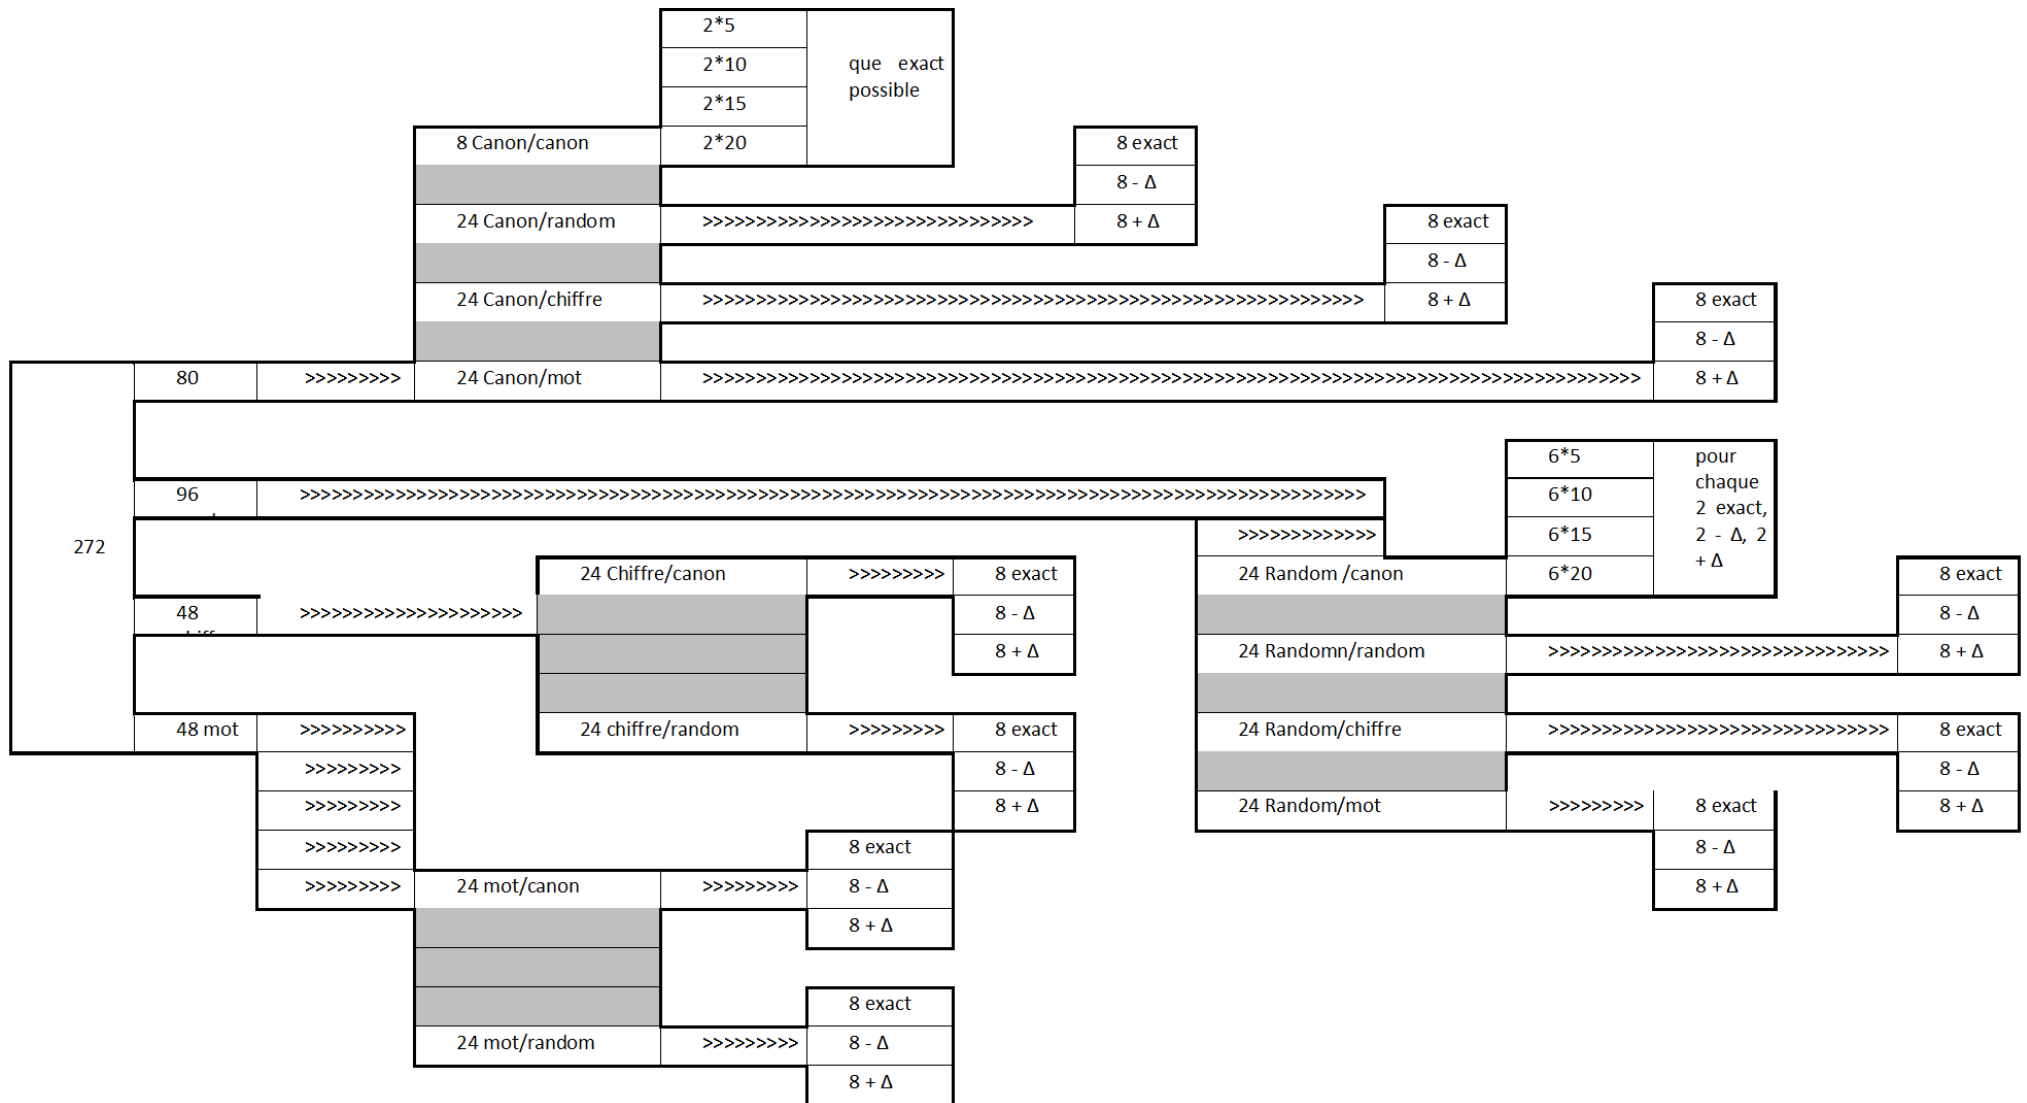 2*5
2*10
que exact
possible
2*15
8 Canon/canon
2*20
8 exact
8 - Δ
24 Canon/random
>>>>>>>>>>>>>>>>>>>>>>>>>>>>>>>
8 + Δ
8 exact
8 - Δ
24 Canon/chiffre
>>>>>>>>>>>>>>>>>>>>>>>>>>>>>>>>>>>>>>>>>>>>>>>>>>>>>>>>>>>>>>
8 + Δ
8 exact
8 - Δ
80
>>>>>>>>>
24 Canon/mot
>>>>>>>>>>>>>>>>>>>>>>>>>>>>>>>>>>>>>>>>>>>>>>>>>>>>>>>>>>>>>>>>>>>>>>>>>>>>>>>>>>>>>>>>
8 + Δ
6*5
6*10
6*15
6*20
pour
chaque
2 exact,
2 - Δ, 2
+ Δ
96
>>>>>>>>>>>>>>>>>>>>>>>>>>>>>>>>>>>>>>>>>>>>>>>>>>>>>>>>>>>>>>>>>>>>>>>>>>>>>>>>>>>>>>>>>>>>>>>>>>>>
>>>>>>>>>>>>>
272
24 Chiffre/canon
>>>>>>>>>
8 exact
24 Random /canon
8 exact
48
>>>>>>>>>>>>>>>>>>>>>
8 - Δ
8 - Δ
8 + Δ
24 Randomn/random
>>>>>>>>>>>>>>>>>>>>>>>>>>>>>>>>
8 + Δ
48 mot
>>>>>>>>>>
24 chiffre/random
>>>>>>>>>
8 exact
24 Random/chiffre
>>>>>>>>>>>>>>>>>>>>>>>>>>>>>>>>
8 exact
>>>>>>>>>
8 - Δ
8 - Δ
>>>>>>>>>
8 + Δ
24 Random/mot
>>>>>>>>>
8 exact
8 + Δ
>>>>>>>>>
8 exact
8 - Δ
>>>>>>>>>
24 mot/canon
>>>>>>>>>
8 - Δ
8 + Δ
8 + Δ
8 exact
24 mot/random
>>>>>>>>>
8 - Δ
8 + Δ